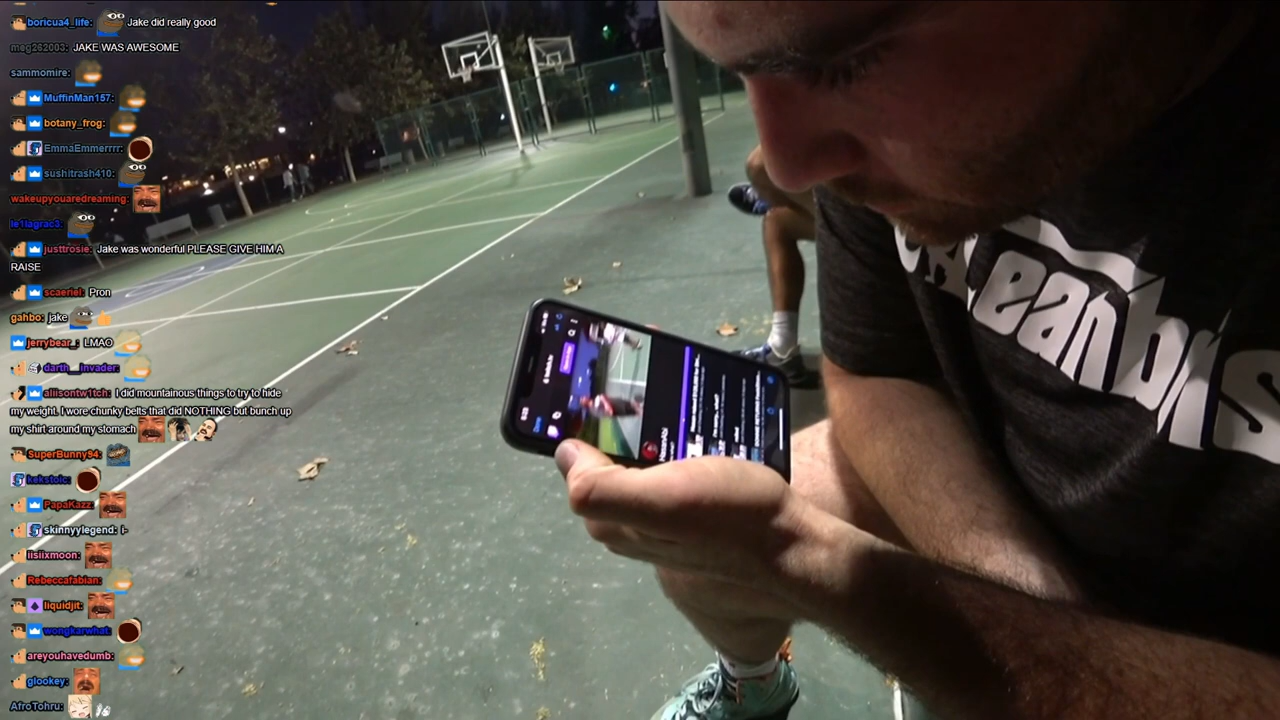 boricua4_life: Jake did really good
meg262003: JAKE WAS AWESOME
sammomire:
MuffinMan157:
botany_frog:
EmmaEmmerrrr:
sushitrash410:
wakeupyouaredreaming:
le1lagrac3:
justtrosie: Jake was wonderful PLEASE GIVE HIM A
RAISE
scaenel: Pron
gahbo: jake
jerrybear_: LMAO
darth__invader:
allisontw1tch: I did mountainous things to try to hide
my weight. I wore chunky belts that did NOTHING but bunch up
my shirt around my stomach
SuperBunny94:
kekstoic:
PapaKazz:
skinnyylegend: i-
iisiixmoon:
Rebeccafabian:
liquidjit:
wongkarwhat:
areyouhavedumb:
glookey:
AfroTohru:
HasanAbi